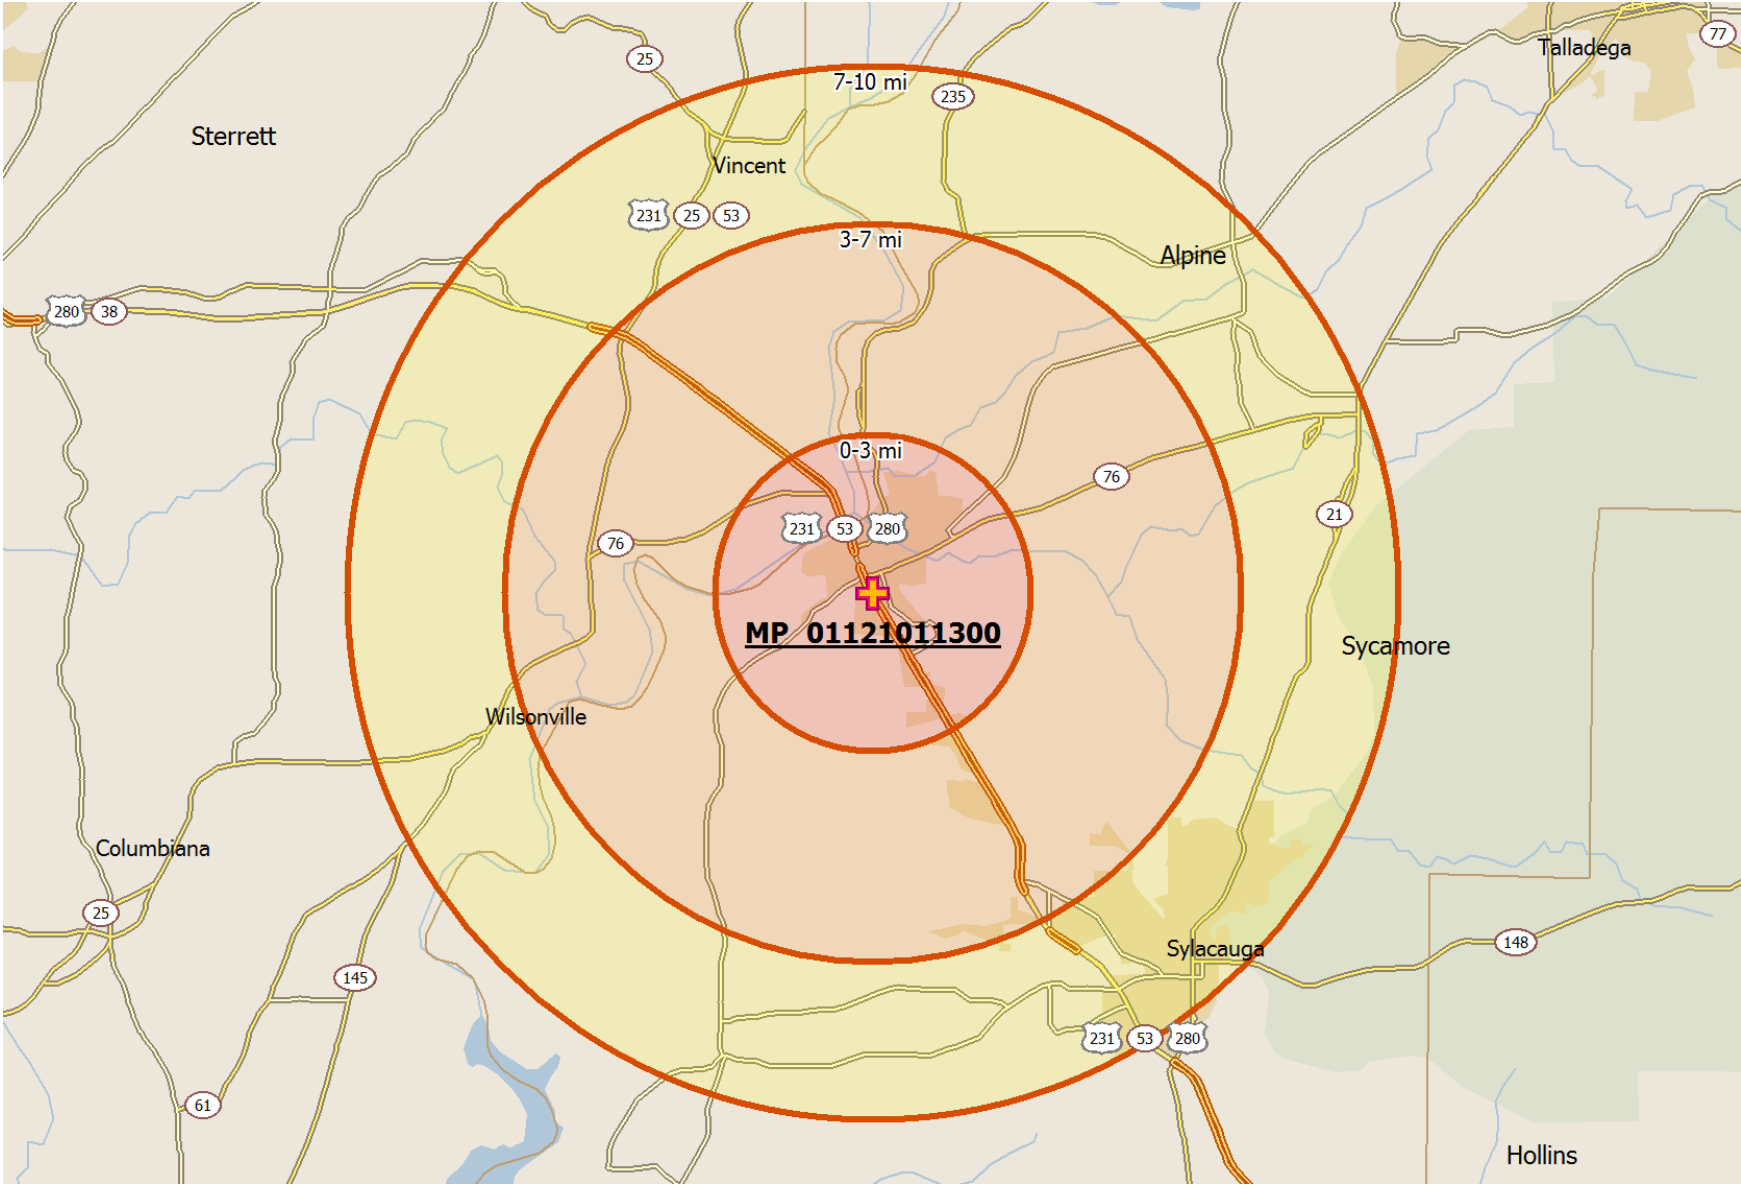 Talladega
77
25
7-10 mi
235
Sterrett
Vincent
231 25 53
3-7 mi
Alpine
280 38
0-3 mi
76
21
231 53 280
76
MP 01121011300
Sycamore
Wilsonville
Columbiana
25
148
Sylacauga
145
231 53 280
61
Hollins